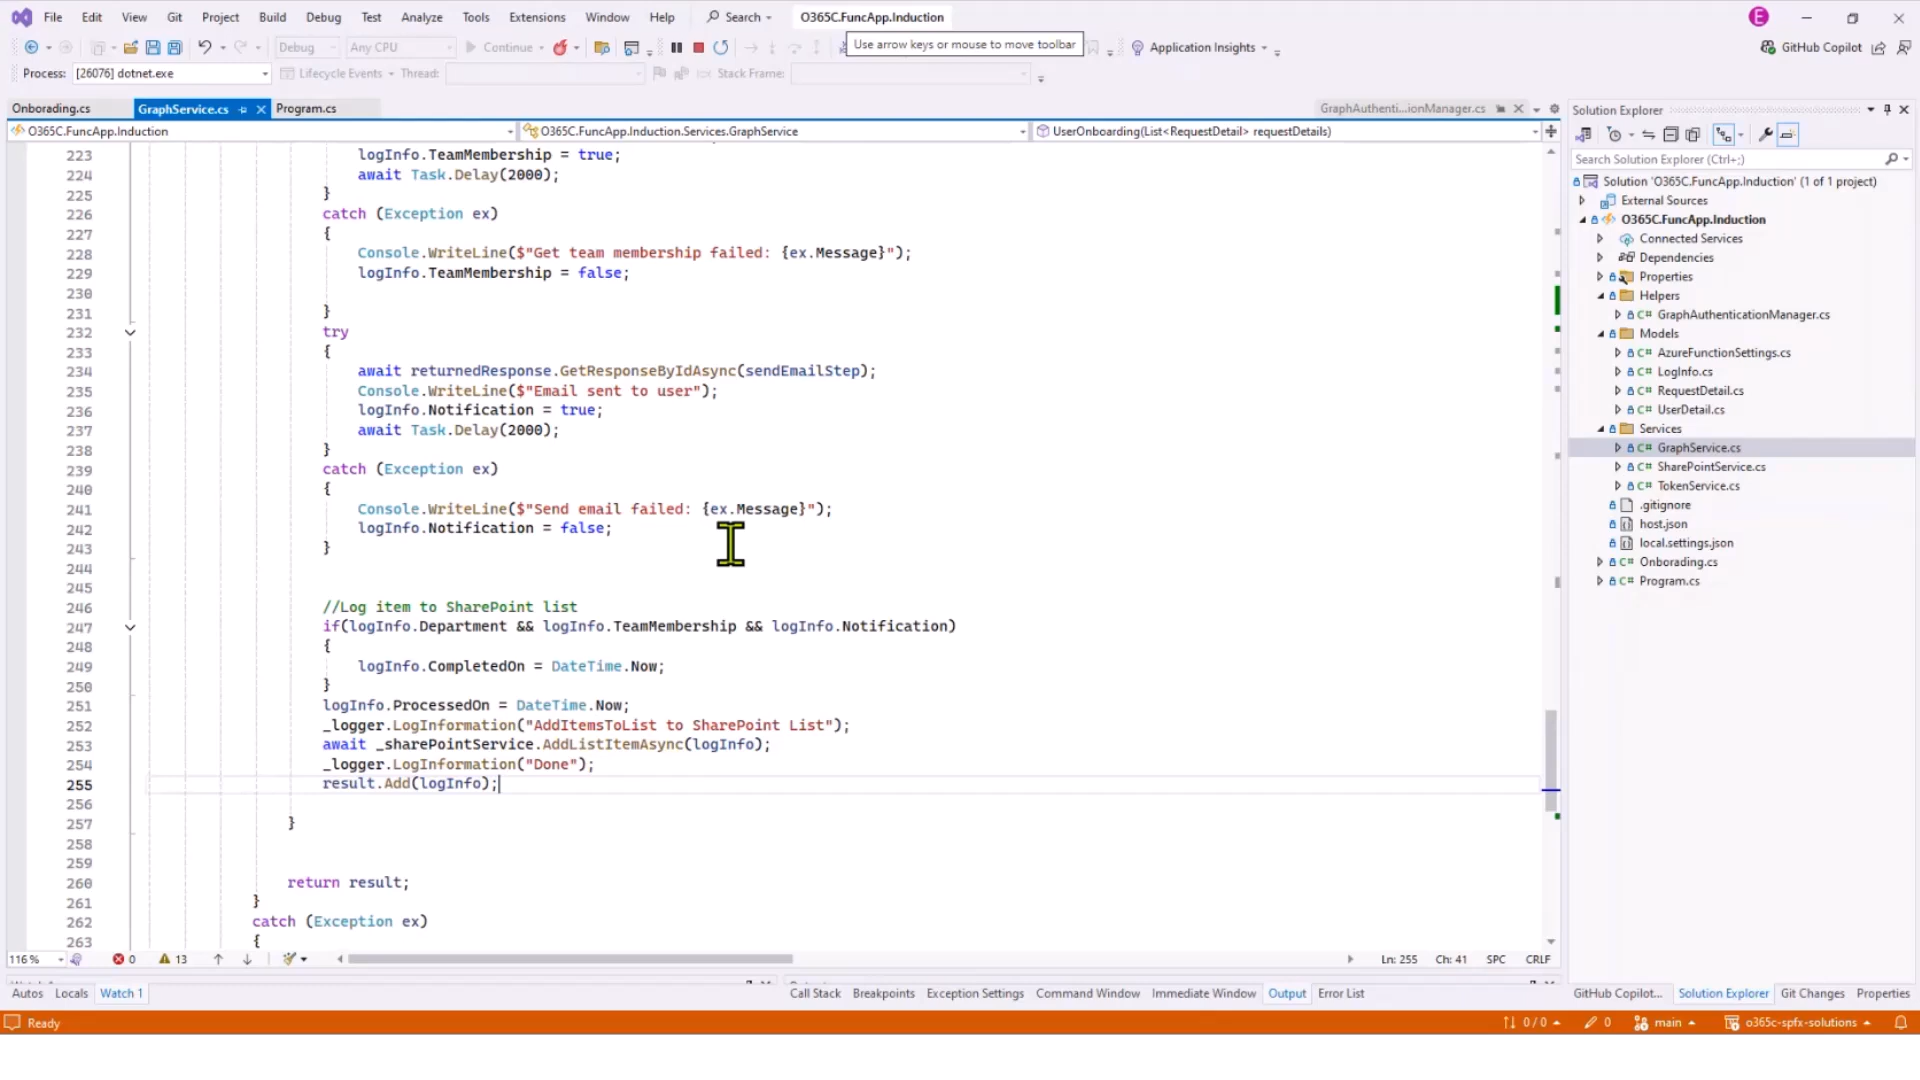 File Edit View Git Project Build Debug Test Analyze Tools Extensions Window Help Search O365C.FuncApp.Induction E
Debug Any CPU Continue Use arrow keys or mouse to move toolbar Application Insights GitHub Copilot
Process: [26076] dotnet.exe Lifecycle Events Thread: Stack Frame:
Onborading.cs GraphService.cs Program.cs GraphAuthenti...ionManager.cs
O365C.FuncApp.Induction O365C.FuncApp.Induction.Services.GraphService UserOnboarding(List<RequestDetail> requestDetails)
223 logInfo.TeamMembership = true;
224 await Task.Delay(2000);
225 }
226 catch (Exception ex)
227 {
228 Console.WriteLine($"Get team membership failed: {ex.Message}");
229 logInfo.TeamMembership = false;
230
231 }
232 try
233 {
234 await returnedResponse.GetResponseByIdAsync(sendEmailStep);
235 Console.WriteLine($"Email sent to user");
236 logInfo.Notification = true;
237 await Task.Delay(2000);
238 }
239 catch (Exception ex)
240 {
241 Console.WriteLine($"Send email failed: {ex.Message}");
242 logInfo.Notification = false;
243 }
244
245
246 //Log item to SharePoint list
247 if(logInfo.Department && logInfo.TeamMembership && logInfo.Notification)
248 {
249 logInfo.CompletedOn = DateTime.Now;
250 }
251 logInfo.ProcessedOn = DateTime.Now;
252 _logger.LogInformation("AddItemsToList to SharePoint List");
253 await _sharePointService.AddListItemAsync(logInfo);
254 _logger.LogInformation("Done");
255 result.Add(logInfo);
256
257 }
258
259
260 return result;
261 }
262 catch (Exception ex)
263 {
116 % 0 13 Ln: 255 Ch: 41 SPC CRLF
Autos Locals Watch 1 Call Stack Breakpoints Exception Settings Command Window Immediate Window Output Error List
Solution Explorer
Search Solution Explorer (Ctrl+;)
Solution 'O365C.FuncApp.Induction' (1 of 1 project)
External Sources
O365C.FuncApp.Induction
Connected Services
Dependencies
Properties
Helpers
C# GraphAuthenticationManager.cs
Models
C# AzureFunctionSettings.cs
C# LogInfo.cs
C# RequestDetail.cs
C# UserDetail.cs
Services
C# GraphService.cs
C# SharePointService.cs
C# TokenService.cs
.gitignore
host.json
local.settings.json
C# Onborading.cs
C# Program.cs
GitHub Copilot... Solution Explorer Git Changes Properties
Ready 0 / 0 0 main o365c-spfx-solutions